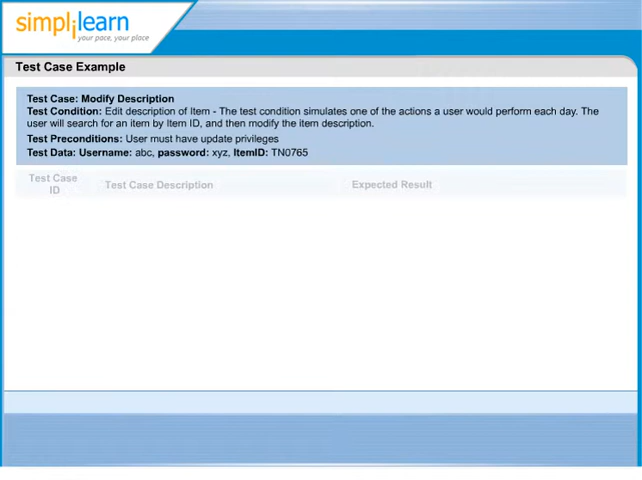 simplilearn
your pace, your place
Test Case Example
Test Case: Modify Description
Test Condition: Edit description of Item - The test condition simulates one of the actions a user would perform each day. The
user will search for an item by Item ID, and then modify the item description.
Test Preconditions: User must have update privileges
Test Data: Username: abc, password: xyz, ItemID: TN0765
Test Case
ID
Test Case Description
Expected Result